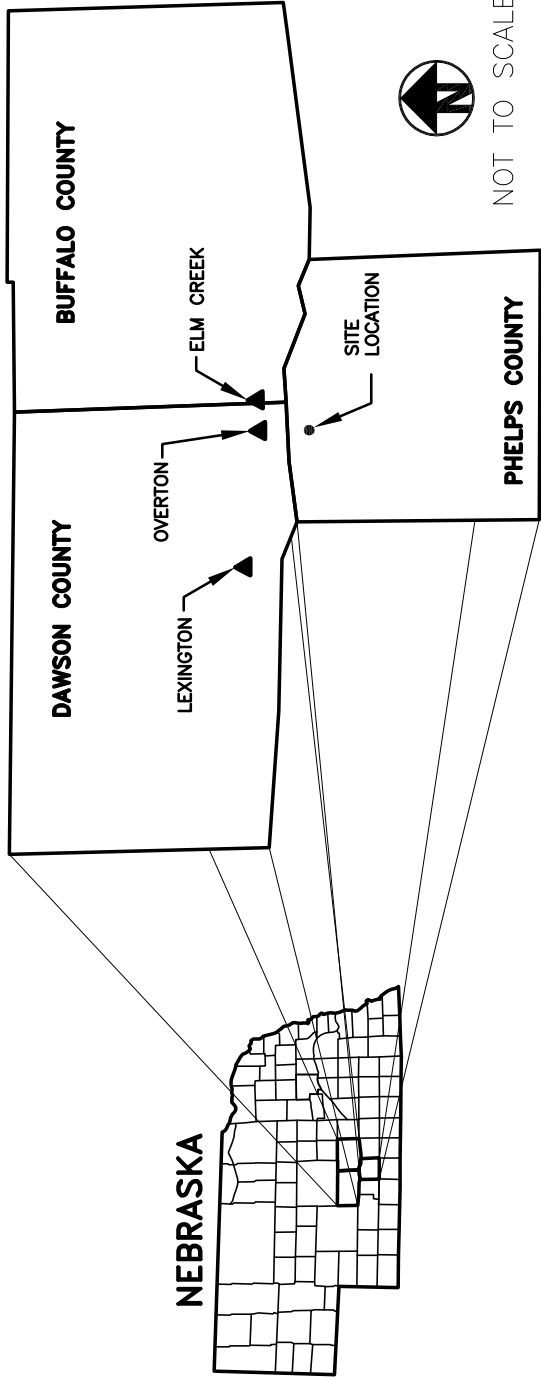 NEBRASKA
DAWSON COUNTY
BUFFALO COUNTY
LEXINGTON
OVERTON
ELM CREEK
SITE
LOCATION
PHELPS COUNTY
N
NOT TO SCALE